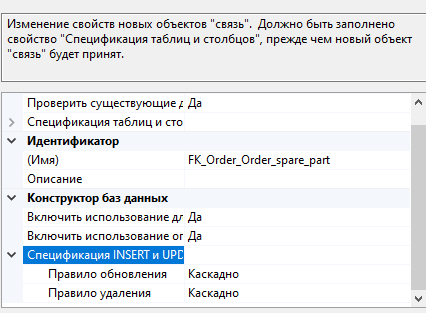 Изменение свойств новых объектов "связь".  Должно быть заполнено
свойство "Спецификация таблиц и столбцов", прежде чем новый объект
"связь" будет принят.
Проверить существующие д Да
Спецификация таблиц и сто
Идентификатор
(Имя) FK_Order_Order_spare_part
Описание
Конструктор баз данных
Включить использование дл Да
Включить использование ог Да
Спецификация INSERT и UPD
Правило обновления Каскадно
Правило удаления Каскадно